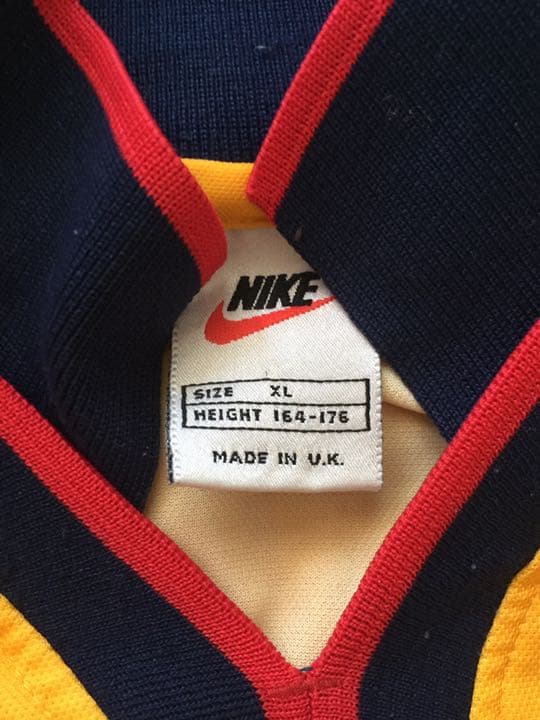 NIKE
SIZE XL
HEIGHT 164-176
MADE IN U.K.